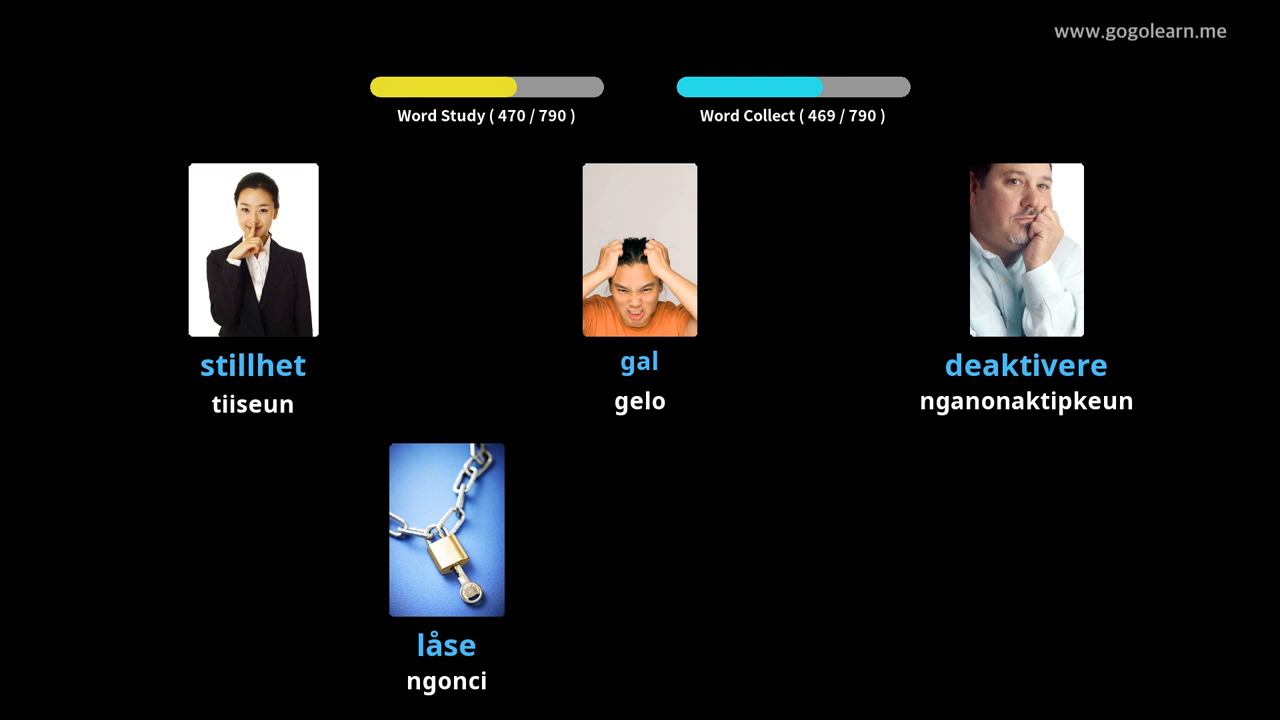 www.gogolearn.me
Word Study ( 470 / 790 )
Word Collect ( 469 / 790 )
stillhet
tiiseun
gal
gelo
deaktivere
nganonaktipkeun
låse
ngonci